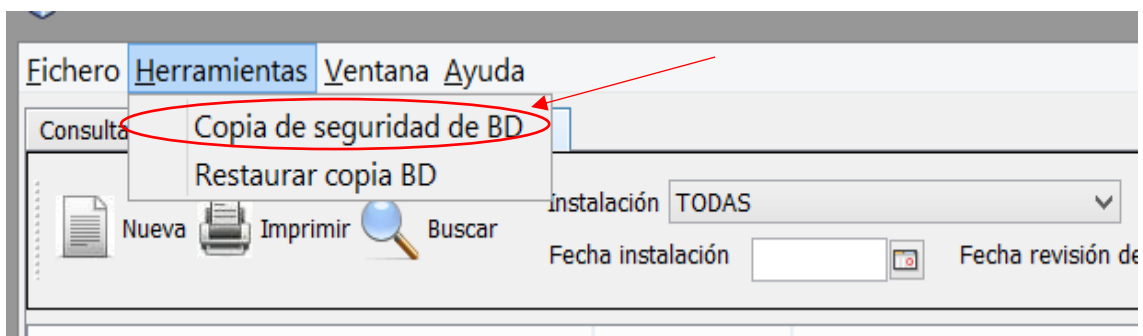 Fichero Herramientas Ventana Ayuda
Consulta
Copia de seguridad de BD
Restaurar copia BD
Nueva Imprimir Buscar
Instalación TODAS
Fecha instalación Fecha revisión de